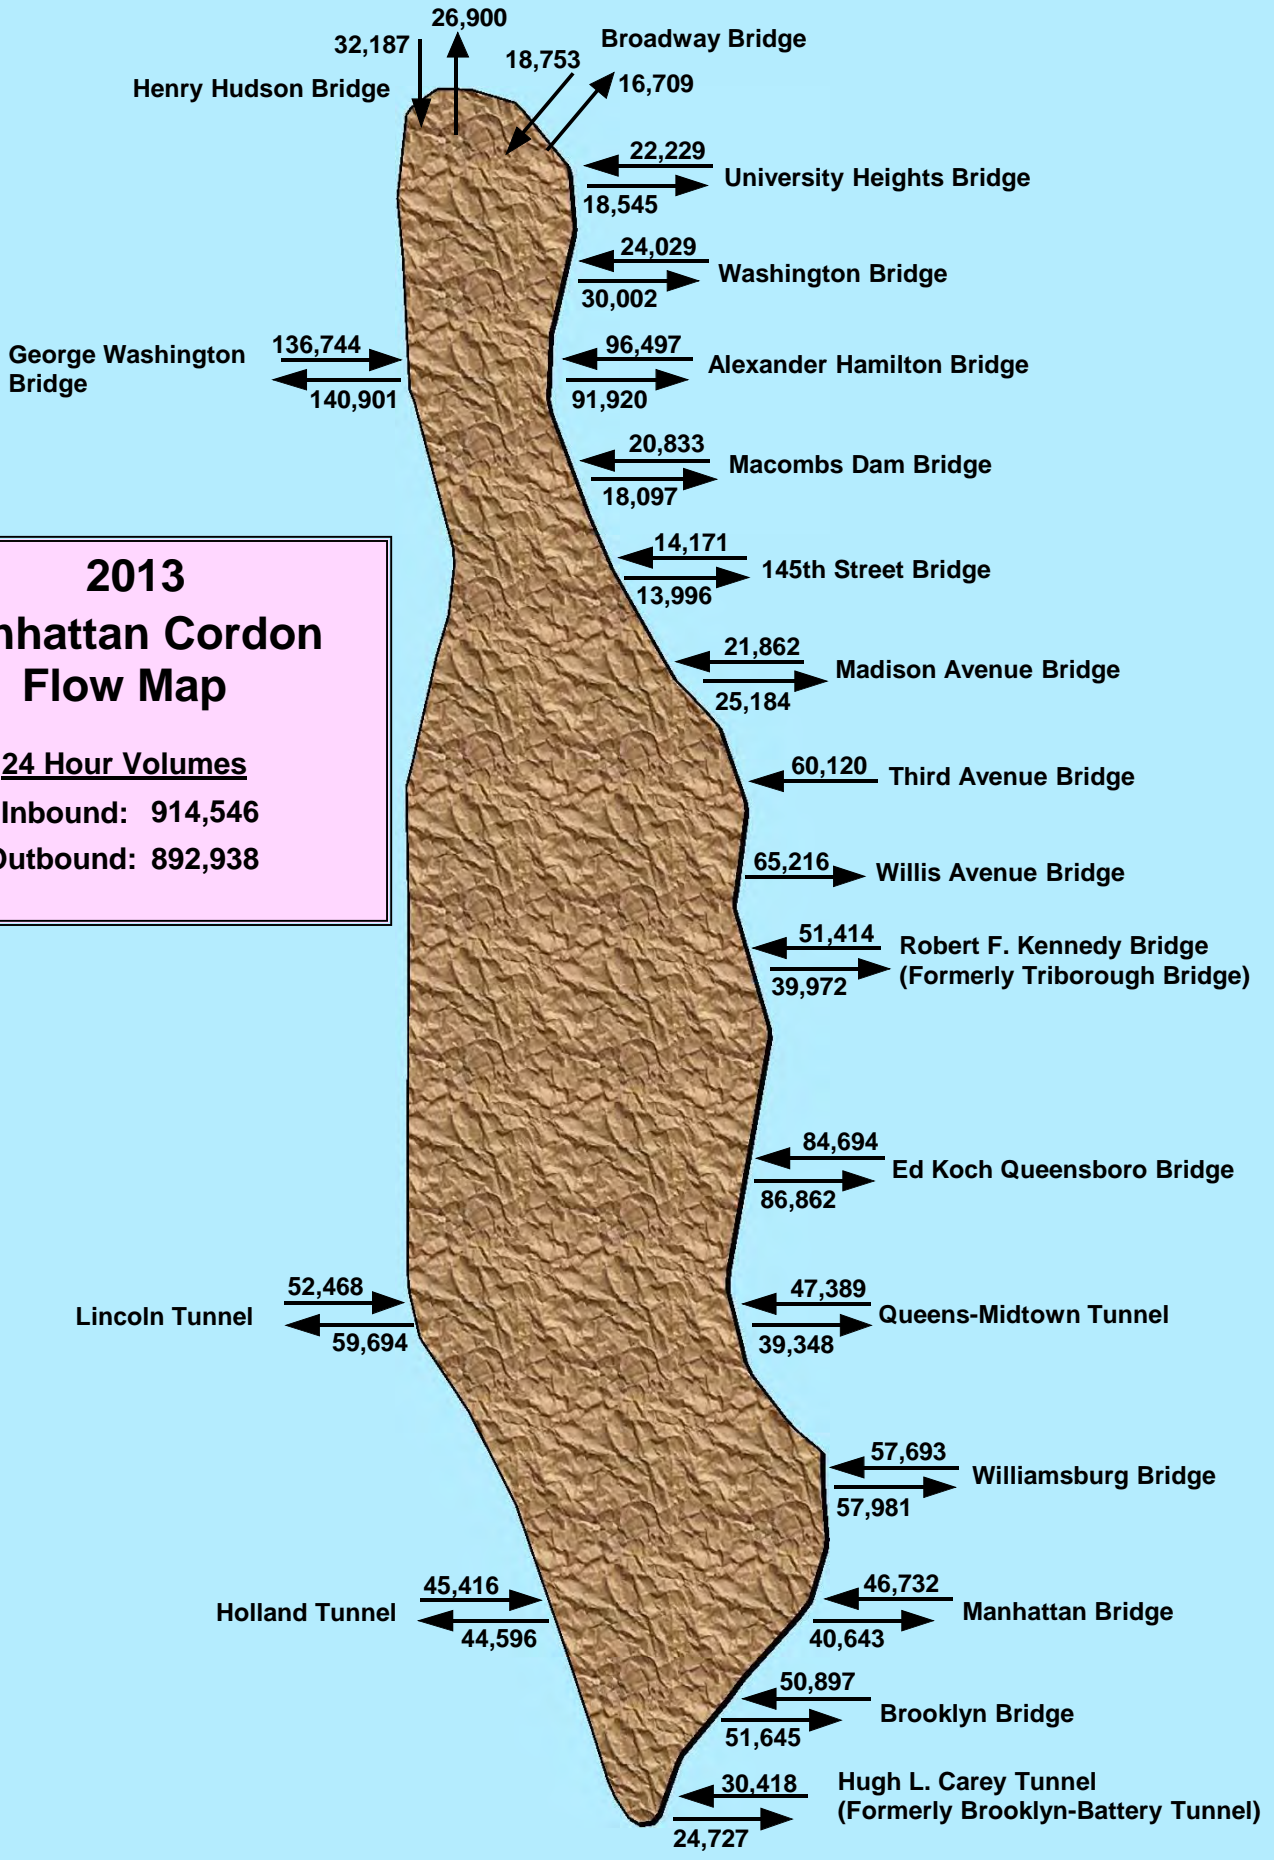 26,900
32,187
Henry Hudson Bridge
Broadway Bridge
18,753
16,709
22,229
University Heights Bridge
18,545
24,029
Washington Bridge
30,002
George Washington
Bridge
136,744
140,901
96,497
Alexander Hamilton Bridge
91,920
20,833
Macombs Dam Bridge
18,097
14,171
145th Street Bridge
13,996
2013
nhattan Cordon
Flow Map
24 Hour Volumes
Inbound: 914,546
Outbound: 892,938
21,862
Madison Avenue Bridge
25,184
60,120
Third Avenue Bridge
65,216
Willis Avenue Bridge
51,414
39,972
Robert F. Kennedy Bridge
(Formerly Triborough Bridge)
84,694
Ed Koch Queensboro Bridge
86,862
52,468
Lincoln Tunnel
59,694
47,389
Queens-Midtown Tunnel
39,348
57,693
Williamsburg Bridge
57,981
45,416
Holland Tunnel
44,596
46,732
Manhattan Bridge
40,643
50,897
Brooklyn Bridge
51,645
30,418
24,727
Hugh L. Carey Tunnel
(Formerly Brooklyn-Battery Tunnel)